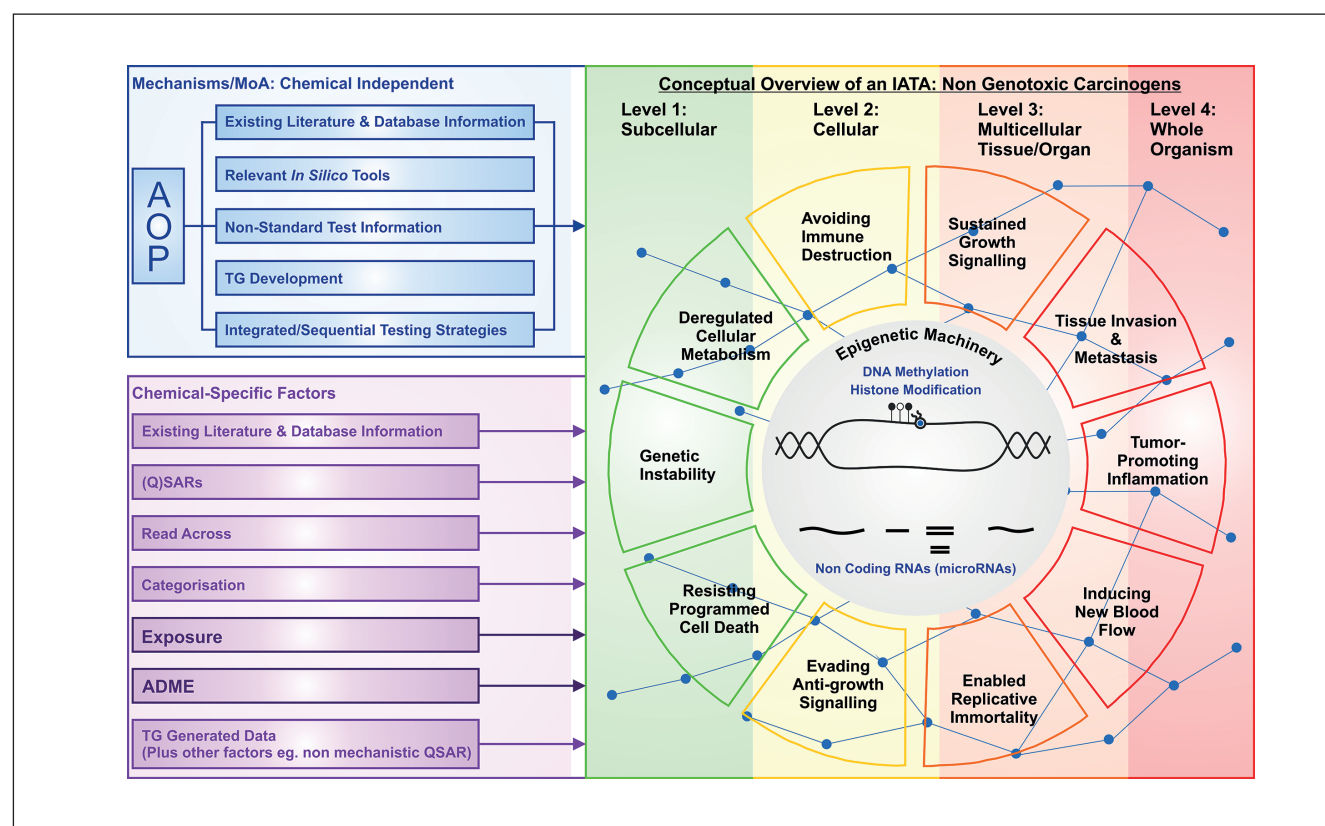 Mechanisms/MoA: Chemical Independent
A
O
P
Existing Literature & Database Information
Relevant In Silico Tools
Non-Standard Test Information
TG Development
Integrated/Sequential Testing Strategies
Chemical-Specific Factors
Existing Literature & Database Information
(Q)SARs
Read Across
Categorisation
Exposure
ADME
TG Generated Data
(Plus other factors eg. non mechanistic QSAR)
Conceptual Overview of an IATA: Non Genotoxic Carcinogens
Level 1:
Subcellular
Level 2:
Cellular
Level 3:
Multicellular
Tissue/Organ
Level 4:
Whole
Organism
Avoiding
Immune
Destruction
Sustained
Growth
Signalling
Deregulated
Cellular
Metabolism
Tissue Invasion
&
Metastasis
Genetic
Instability
Tumor-
Promoting
Inflammation
Resisting
Programmed
Cell Death
Inducing
New Blood
Flow
Evading
Anti-growth
Signalling
Enabled
Replicative
Immortality
Epigenetic Machinery
DNA Methylation
Histone Modification
Non Coding RNAs (microRNAs)